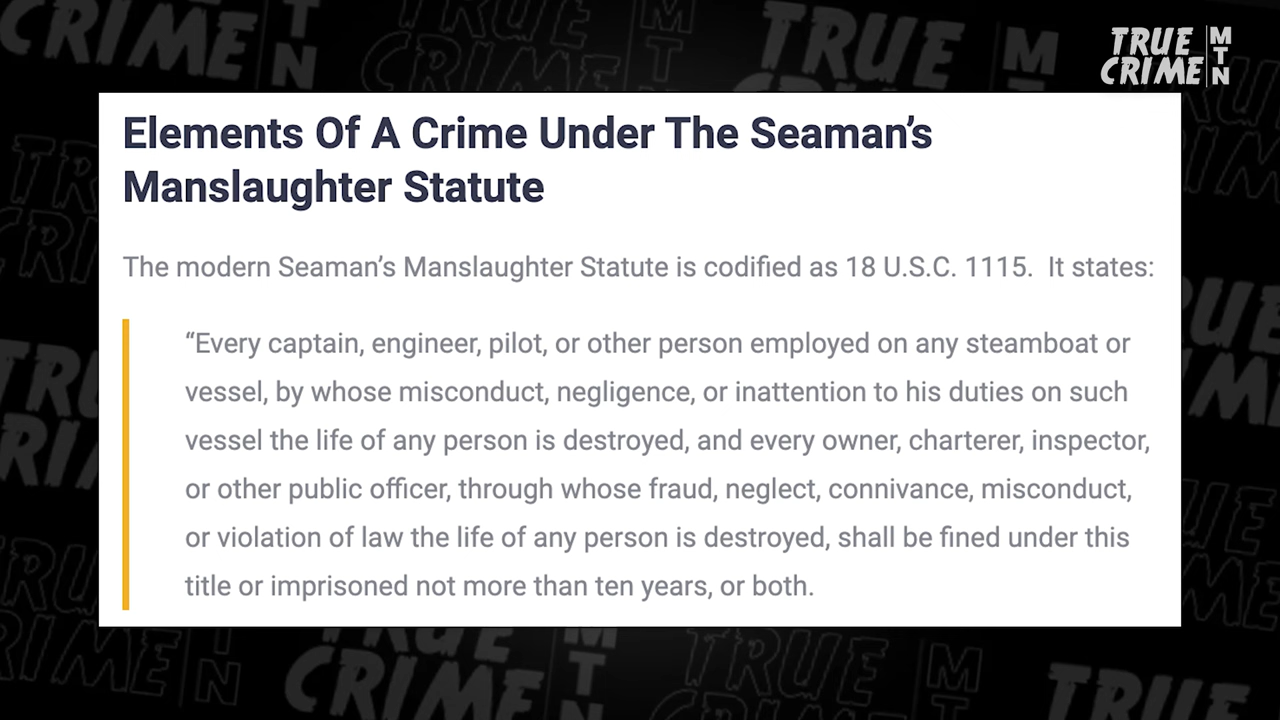 TRUE CRIME MTN
Elements Of A Crime Under The Seaman’s
Manslaughter Statute
The modern Seaman’s Manslaughter Statute is codified as 18 U.S.C. 1115. It states:
“Every captain, engineer, pilot, or other person employed on any steamboat or
vessel, by whose misconduct, negligence, or inattention to his duties on such
vessel the life of any person is destroyed, and every owner, charterer, inspector,
or other public officer, through whose fraud, neglect, connivance, misconduct,
or violation of law the life of any person is destroyed, shall be fined under this
title or imprisoned not more than ten years, or both.